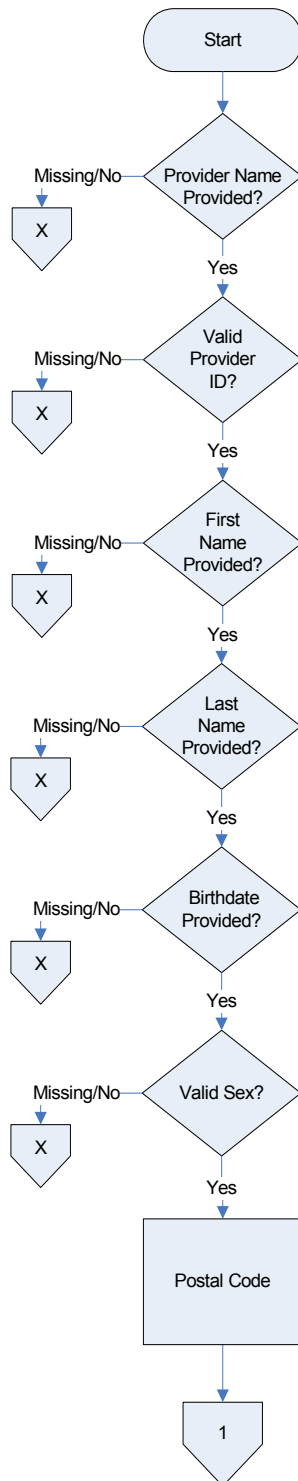 Start
Missing/No
Provider Name
Provided?
X
Yes
Missing/No
Valid
Provider
ID?
X
Yes
Missing/No
First
Name
Provided?
X
Yes
Missing/No
Last
Name
Provided?
X
Yes
Missing/No
Birthdate
Provided?
X
Yes
Missing/No
Valid Sex?
X
Yes
Postal Code
1